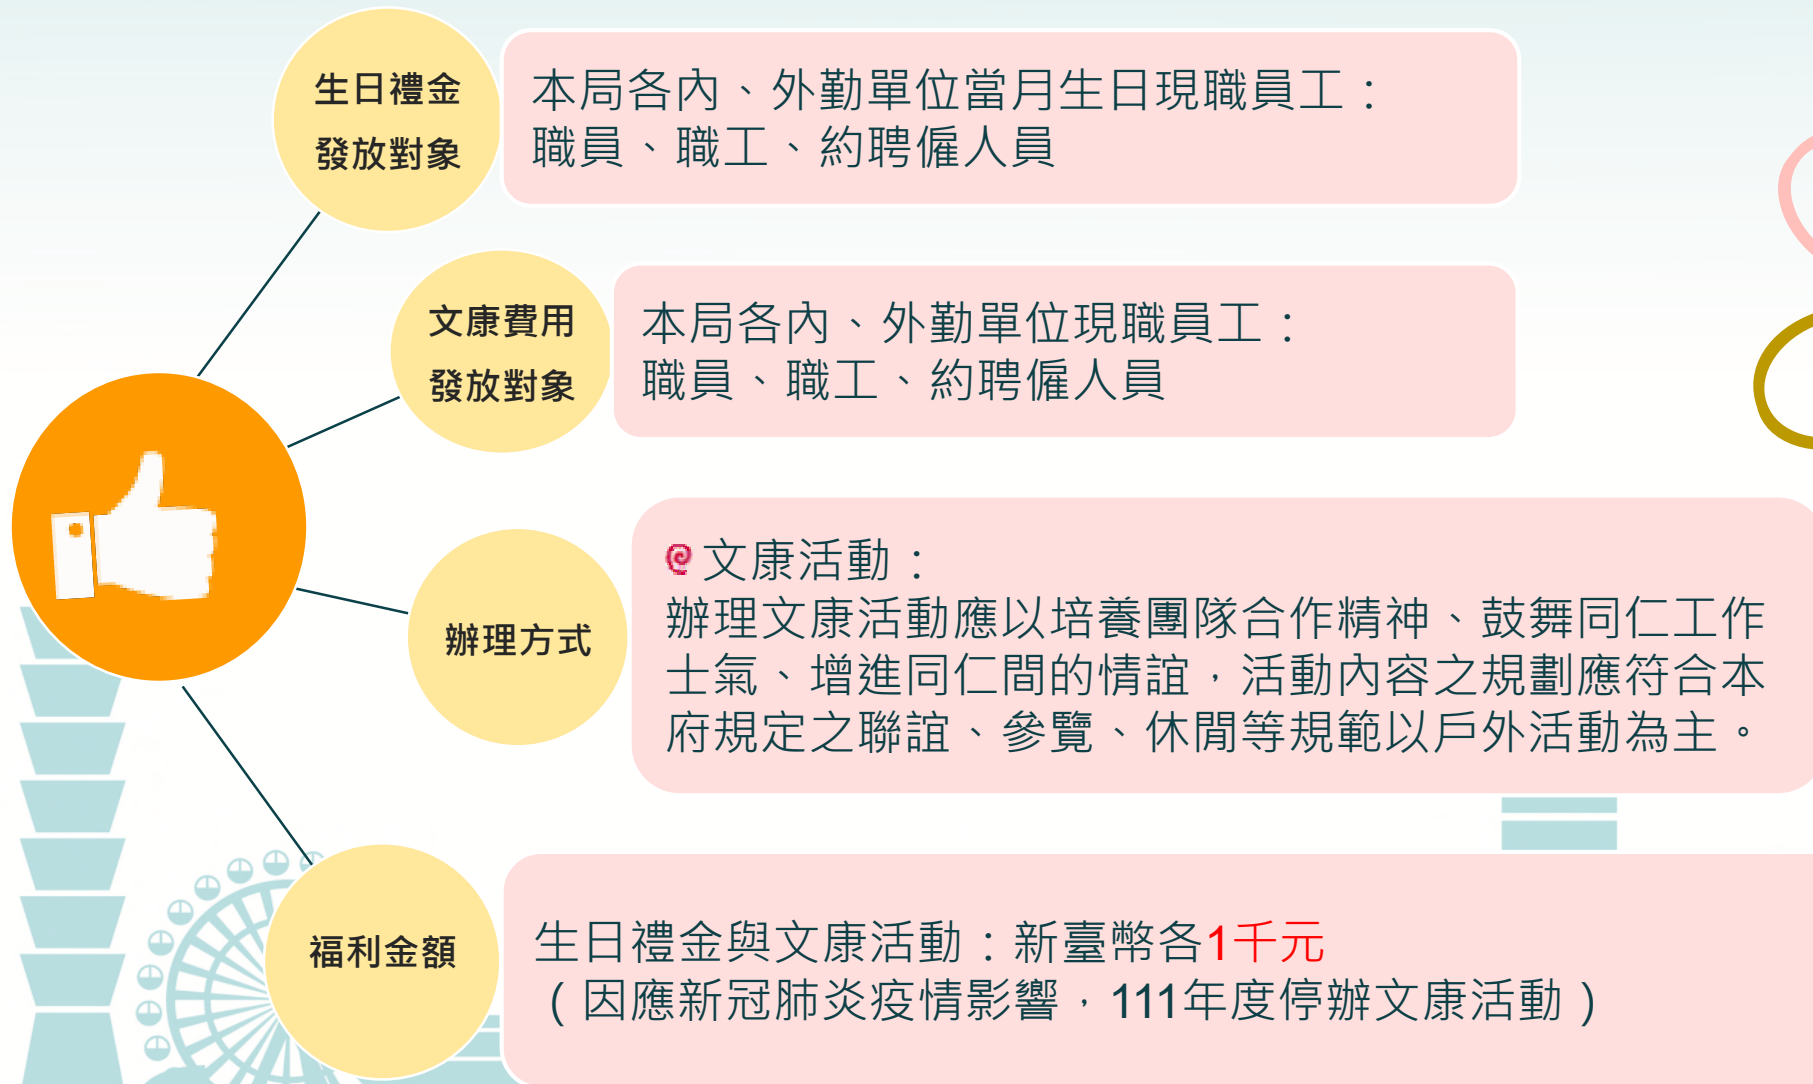 生日禮金
發放對象
本局各內、外勤單位當月生日現職員工：
職員、職工、約聘僱人員
文康費用
發放對象
本局各內、外勤單位現職員工：
職員、職工、約聘僱人員
辦理方式
文康活動：
辦理文康活動應以培養團隊合作精神、鼓舞同仁工作
士氣、增進同仁間的情誼，活動內容之規劃應符合本
府規定之聯誼、參覽、休閒等規範以戶外活動為主。
福利金額
生日禮金與文康活動：新臺幣各1千元
（因應新冠肺炎疫情影響，111年度停辦文康活動）